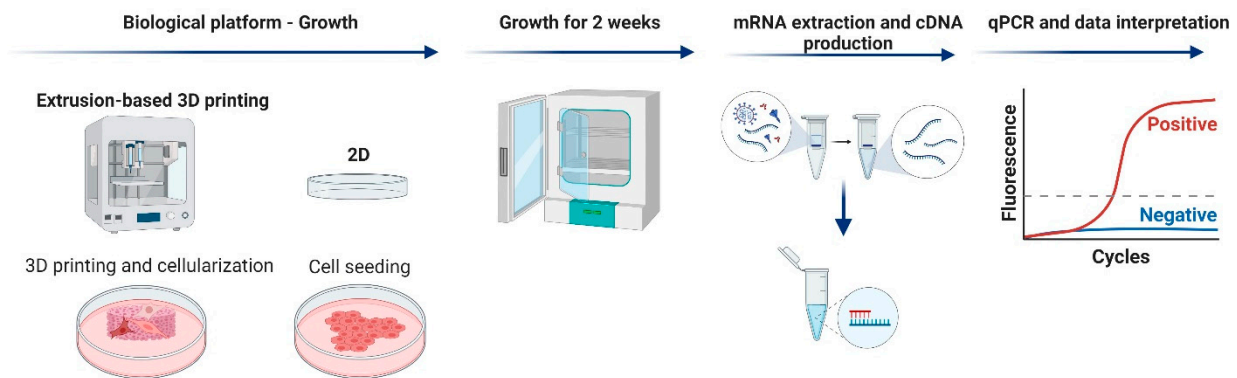 Biological platform - Growth
Growth for 2 weeks
mRNA extraction and cDNA
production
qPCR and data interpretation
Extrusion-based 3D printing
2D
3D printing and cellularization
Cell seeding
Fluorescence
Positive
Negative
Cycles